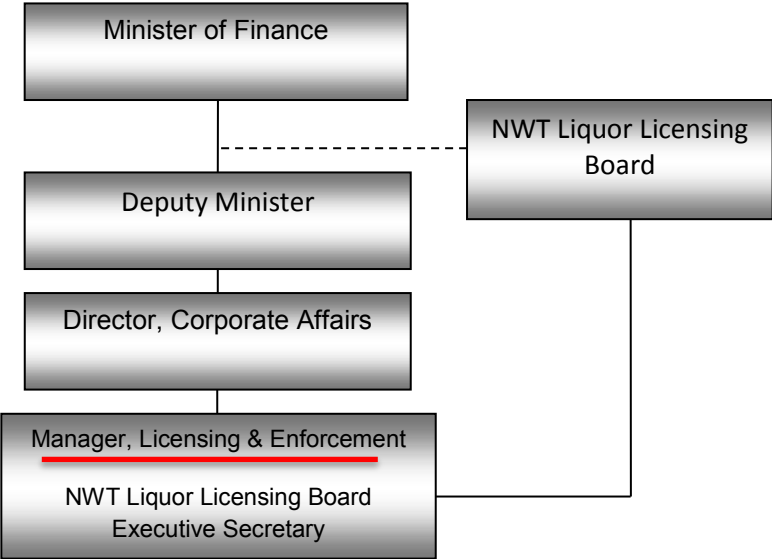 Minister of Finance
NWT Liquor Licensing
Board
Deputy Minister
Director, Corporate Affairs
Manager, Licensing & Enforcement
NWT Liquor Licensing Board
Executive Secretary